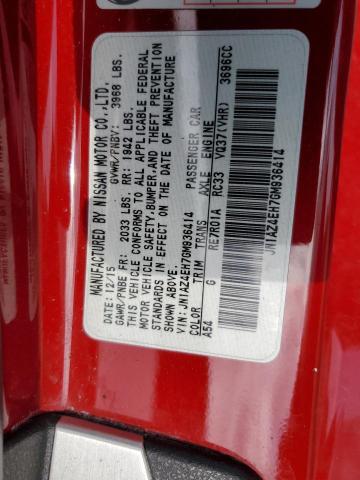 MANUFACTURED BY NISSAN MOTOR CO.,LTD.
DATE: 12/15 GVWR/PNBV: 3968 LBS.
GAWR/PNBE FR: 2033 LBS. RR: 1942 LBS.
THIS VEHICLE CONFORMS TO ALL APPLICABLE FEDERAL
MOTOR VEHICLE SAFETY,BUMPER,AND THEFT PREVENTION
STANDARDS IN EFFECT ON THE DATE OF MANUFACTURE
SHOWN ABOVE.
VIN: JN1AZ4EH7GM936414 PASSENGER CAR
COLOR TRIM TRANS AXLE ENGINE
A54 G RE7R01A RC33 VQ37(VHR) 3696CC
JN1AZ4EH7GM936414